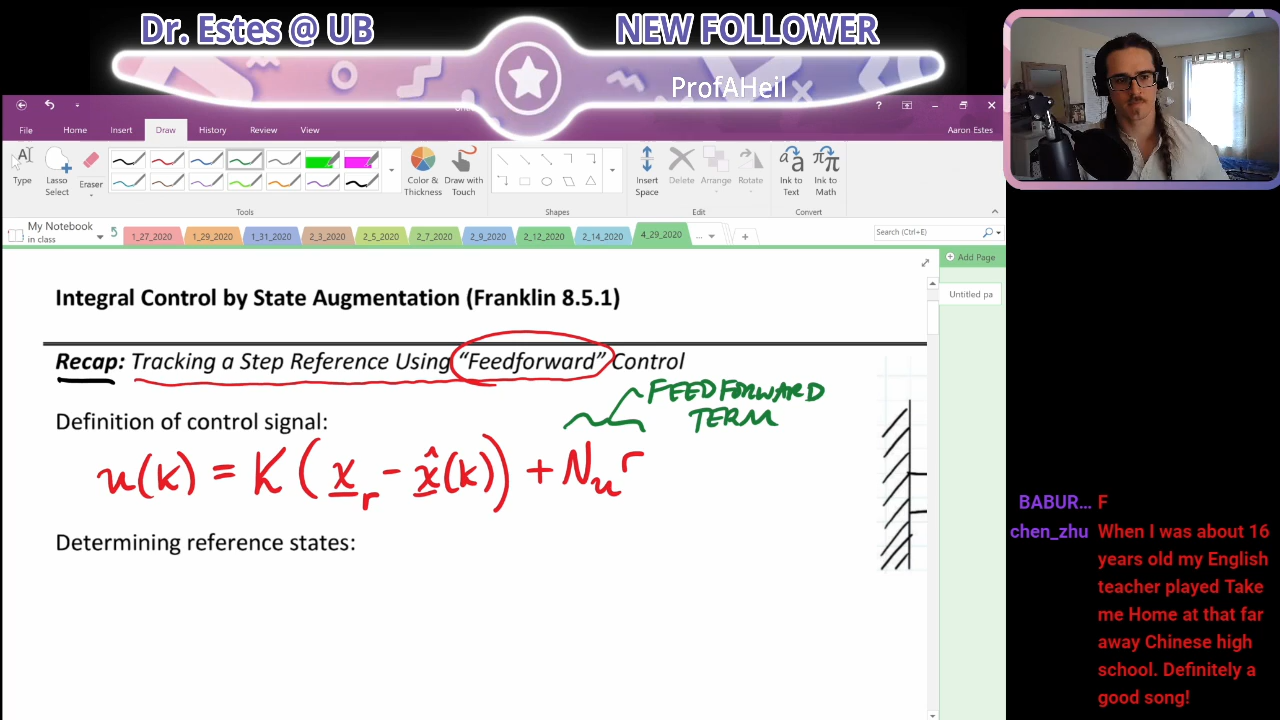 Dr. Estes @ UB
NEW FOLLOWER
ProfAHeil
File Home Insert Draw History Review View
Aaron Estes
Type
Lasso Select
Eraser
Color & Thickness
Draw with Touch
Insert Space
Delete
Arrange
Rotate
Ink to Text
Ink to Math
Tools
Shapes
Edit
Convert
My Notebook
in class
1_27_2020 1_29_2020 1_31_2020 2_3_2020 2_5_2020 2_7_2020 2_9_2020 2_12_2020 2_14_2020 4_29_2020 ...
Search (Ctrl+E)
Add Page
Untitled pa
Integral Control by State Augmentation (Franklin 8.5.1)
Recap: Tracking a Step Reference Using “Feedforward” Control
FEEDFORWARD
TERM
Definition of control signal:
u(k) = K(x_r - x̂(k)) + N_u r
Determining reference states:
BABUR... F
chen_zhu When I was about 16
years old my English
teacher played Take
me Home at that far
away Chinese high
school. Definitely a
good song!